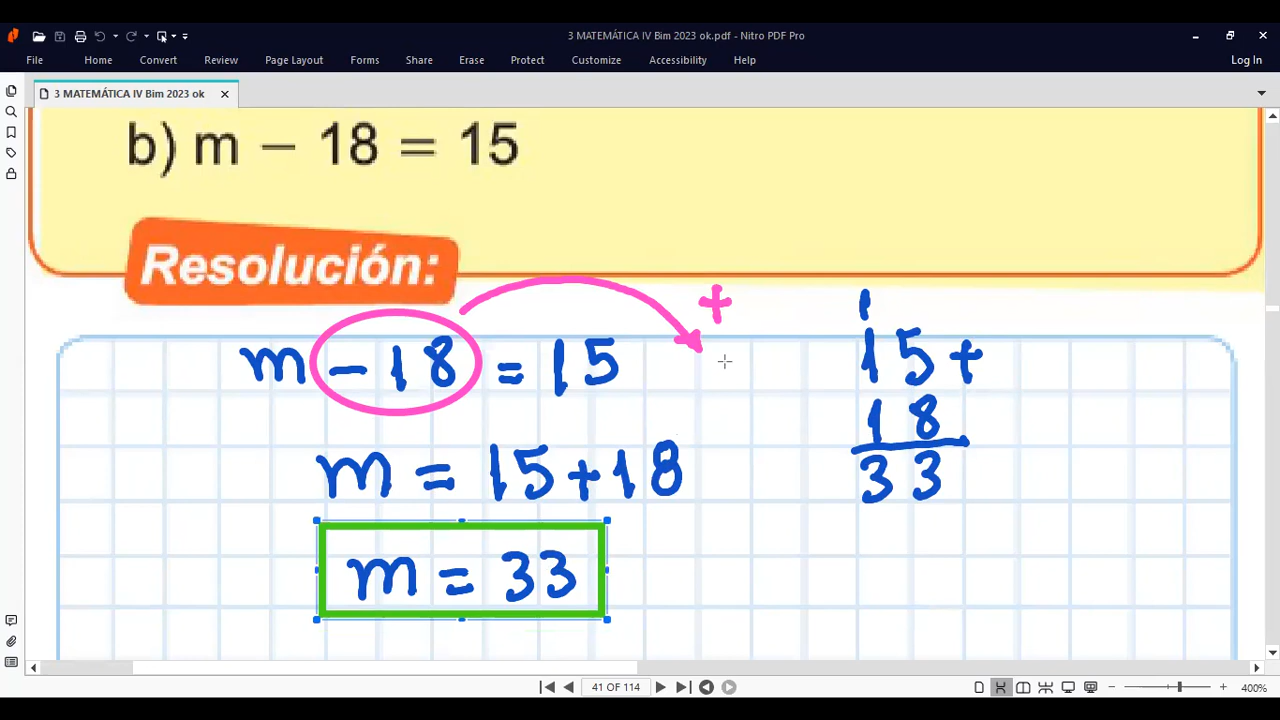 3 MATEMÁTICA IV Bim 2023 ok.pdf - Nitro PDF Pro
File Home Convert Review Page Layout Forms Share Erase Protect Customize Accessibility Help Log In
3 MATEMÁTICA IV Bim 2023 ok
b) m − 18 = 15
Resolución:
+
m − 18 = 15
m = 15 + 18
m = 33
1
15 +
18
33
41 OF 114
400%